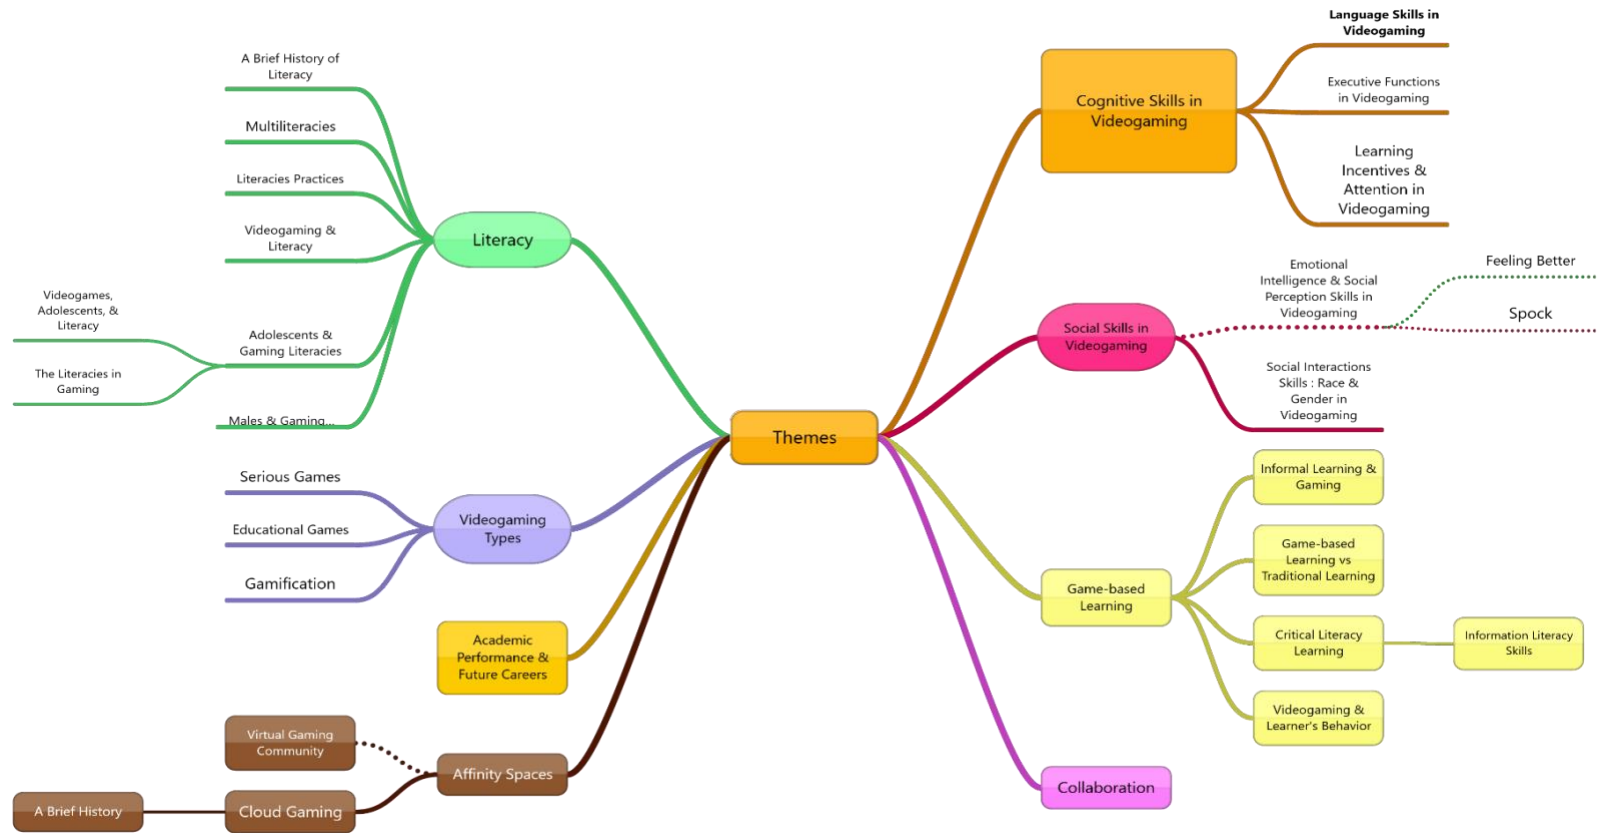 A Brief History of
Literacy
Multiliteracies
Literacies Practices
Videogaming &
Literacy
Videogames,
Adolescents, &
Literacy
The Literacies in
Gaming
Adolescents &
Gaming Literacies
Males & Gaming...
Literacy
Serious Games
Educational Games
Gamification
Videogaming
Types
Academic
Performance &
Future Careers
Virtual Gaming
Community
A Brief History
Cloud Gaming
Affinity Spaces
Themes
Cognitive Skills in
Videogaming
Language Skills in
Videogaming
Executive Functions
in Videogaming
Learning
Incentives &
Attention in
Videogaming
Social Skills in
Videogaming
Emotional
Intelligence & Social
Perception Skills in
Videogaming
Feeling Better
Spock
Social Interactions
Skills : Race &
Gender in
Videogaming
Game-based
Learning
Informal Learning &
Gaming
Game-based
Learning vs
Traditional Learning
Critical Literacy
Learning
Information Literacy
Skills
Videogaming &
Learner's Behavior
Collaboration